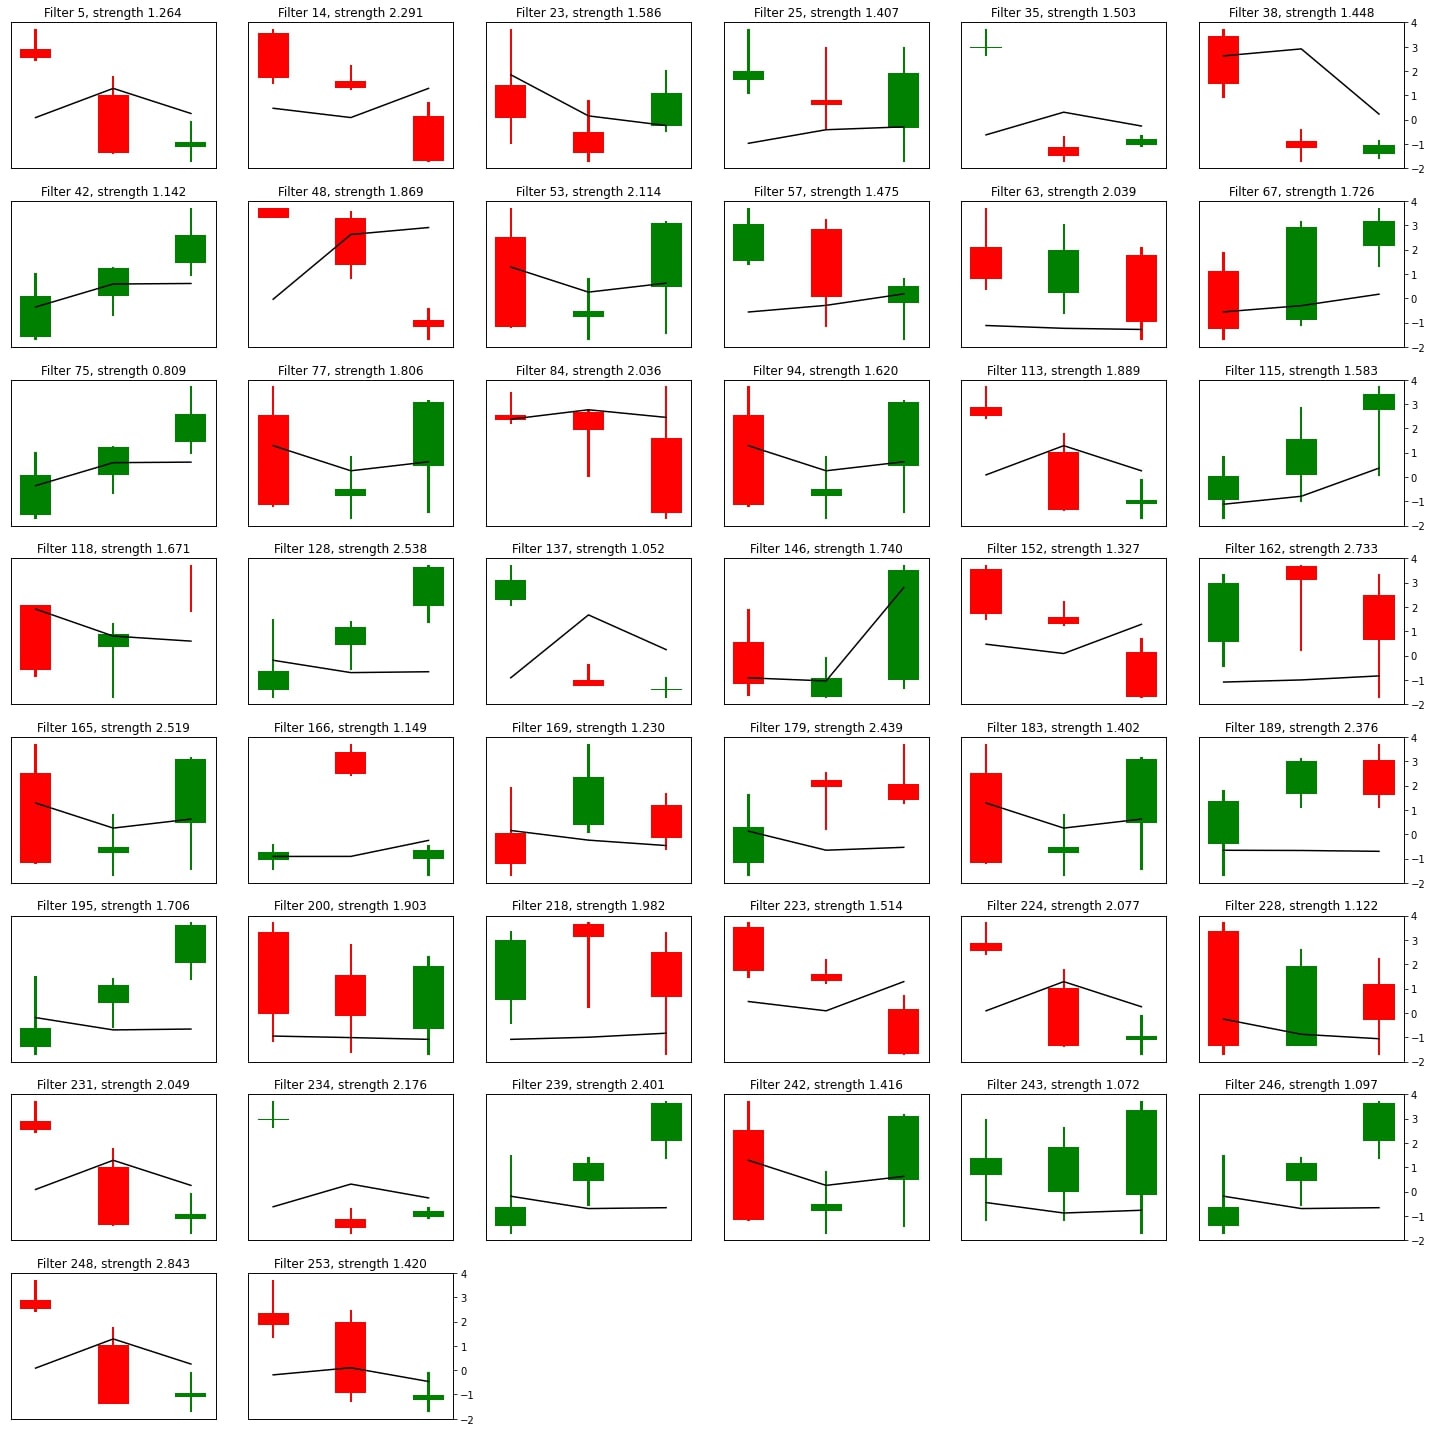 Filter 5, strength 1.264
Filter 14, strength 2.291
Filter 23, strength 1.586
Filter 25, strength 1.407
Filter 35, strength 1.503
Filter 38, strength 1.448
4
3
2
1
0
−1
−2
Filter 42, strength 1.142
Filter 48, strength 1.869
Filter 53, strength 2.114
Filter 57, strength 1.475
Filter 63, strength 2.039
Filter 67, strength 1.726
4
3
2
1
0
−1
−2
Filter 75, strength 0.809
Filter 77, strength 1.806
Filter 84, strength 2.036
Filter 94, strength 1.620
Filter 113, strength 1.889
Filter 115, strength 1.583
4
3
2
1
0
−1
−2
Filter 118, strength 1.671
Filter 128, strength 2.538
Filter 137, strength 1.052
Filter 146, strength 1.740
Filter 152, strength 1.327
Filter 162, strength 2.733
4
3
2
1
0
−1
−2
Filter 165, strength 2.519
Filter 166, strength 1.149
Filter 169, strength 1.230
Filter 179, strength 2.439
Filter 183, strength 1.402
Filter 189, strength 2.376
4
3
2
1
0
−1
−2
Filter 195, strength 1.706
Filter 200, strength 1.903
Filter 218, strength 1.982
Filter 223, strength 1.514
Filter 224, strength 2.077
Filter 228, strength 1.122
4
3
2
1
0
−1
−2
Filter 231, strength 2.049
Filter 234, strength 2.176
Filter 239, strength 2.401
Filter 242, strength 1.416
Filter 243, strength 1.072
Filter 246, strength 1.097
4
3
2
1
0
−1
−2
Filter 248, strength 2.843
Filter 253, strength 1.420
4
3
2
1
0
−1
−2